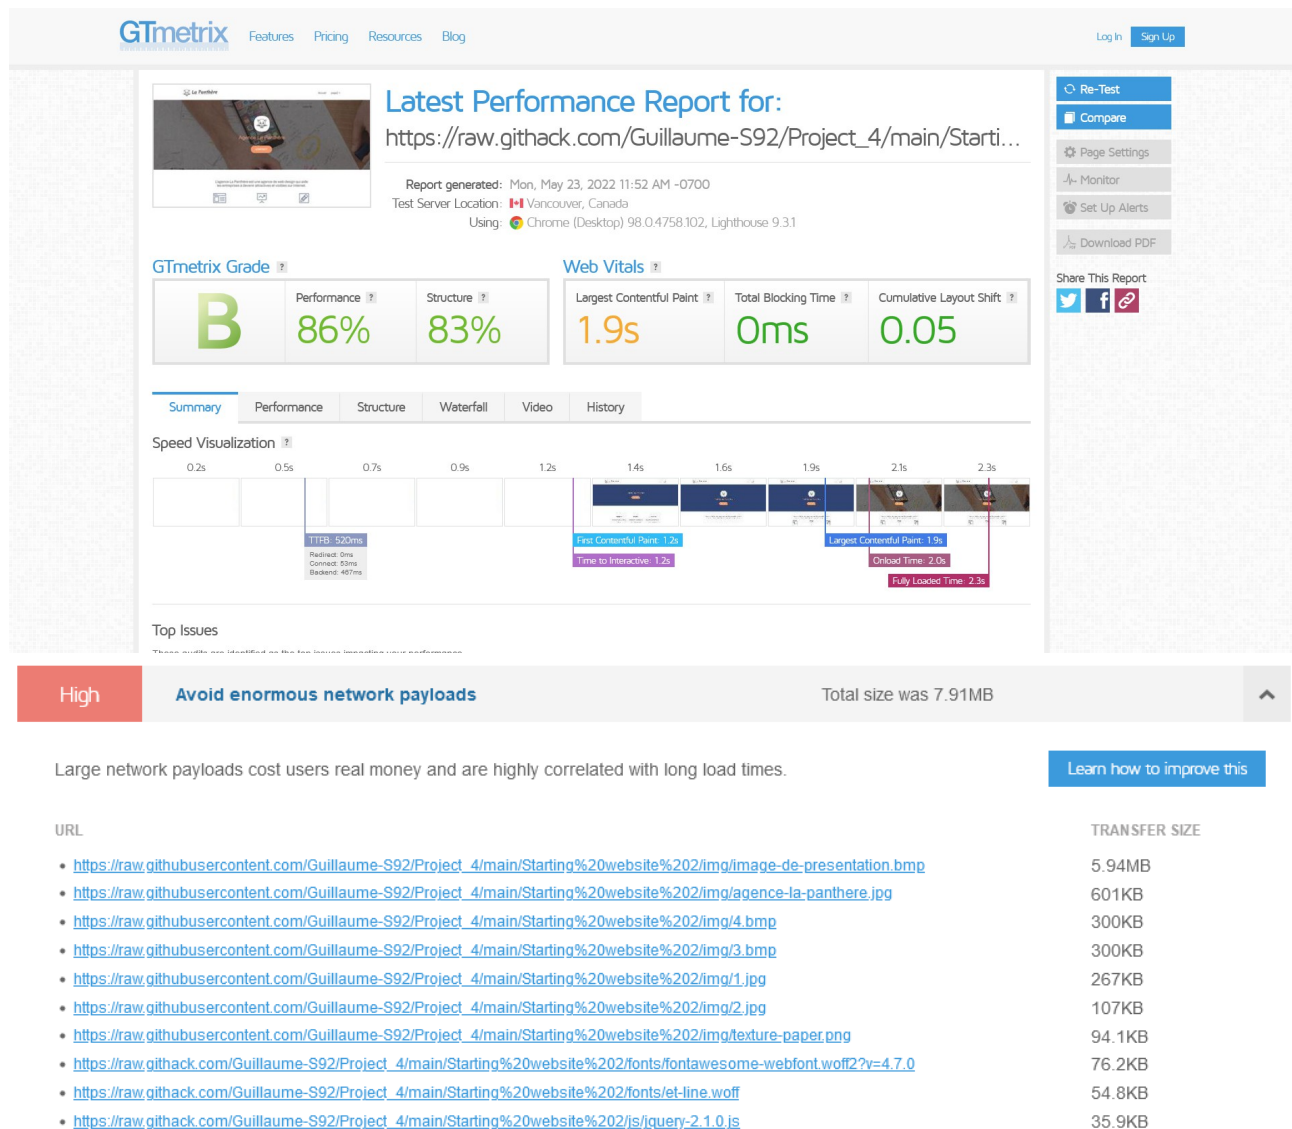 GTmetrix Features Pricing Resources Blog Log In Sign Up
La Panthère
Latest Performance Report for:
https://raw.githack.com/Guillaume-S92/Project_4/main/Starti...
Report generated: Mon, May 23, 2022 11:52 AM -0700
Test Server Location: Vancouver, Canada
Using: Chrome (Desktop) 98.0.4758.102, Lighthouse 9.3.1
Re-Test
Compare
Page Settings
Monitor
Set Up Alerts
Download PDF
Share This Report
GTmetrix Grade ?
B
Performance ? Structure ?
86% 83%
Web Vitals ?
Largest Contentful Paint ? Total Blocking Time ? Cumulative Layout Shift ?
1.9s 0ms 0.05
Summary Performance Structure Waterfall Video History
Speed Visualization ?
0.2s 0.5s 0.7s 0.9s 1.2s 1.4s 1.6s 1.9s 2.1s 2.3s
TTFB: 520ms
Redirect: 0ms
Connect: 53ms
Backend: 467ms
First Contentful Paint: 1.2s
Time to Interactive: 1.2s
Largest Contentful Paint: 1.9s
Onload Time: 2.0s
Fully Loaded Time: 2.3s
Top Issues
These audits are identified as the top issues impacting your performance.
High Avoid enormous network payloads Total size was 7.91MB
Large network payloads cost users real money and are highly correlated with long load times. Learn how to improve this
URL TRANSFER SIZE
• https://raw.githubusercontent.com/Guillaume-S92/Project_4/main/Starting%20website%202/img/image-de-presentation.bmp 5.94MB
• https://raw.githubusercontent.com/Guillaume-S92/Project_4/main/Starting%20website%202/img/agence-la-panthere.jpg 601KB
• https://raw.githubusercontent.com/Guillaume-S92/Project_4/main/Starting%20website%202/img/4.bmp 300KB
• https://raw.githubusercontent.com/Guillaume-S92/Project_4/main/Starting%20website%202/img/3.bmp 300KB
• https://raw.githubusercontent.com/Guillaume-S92/Project_4/main/Starting%20website%202/img/1.jpg 267KB
• https://raw.githubusercontent.com/Guillaume-S92/Project_4/main/Starting%20website%202/img/2.jpg 107KB
• https://raw.githubusercontent.com/Guillaume-S92/Project_4/main/Starting%20website%202/img/texture-paper.png 94.1KB
• https://raw.githack.com/Guillaume-S92/Project_4/main/Starting%20website%202/fonts/fontawesome-webfont.woff2?v=4.7.0 76.2KB
• https://raw.githack.com/Guillaume-S92/Project_4/main/Starting%20website%202/fonts/et-line.woff 54.8KB
• https://raw.githack.com/Guillaume-S92/Project_4/main/Starting%20website%202/js/jquery-2.1.0.js 35.9KB